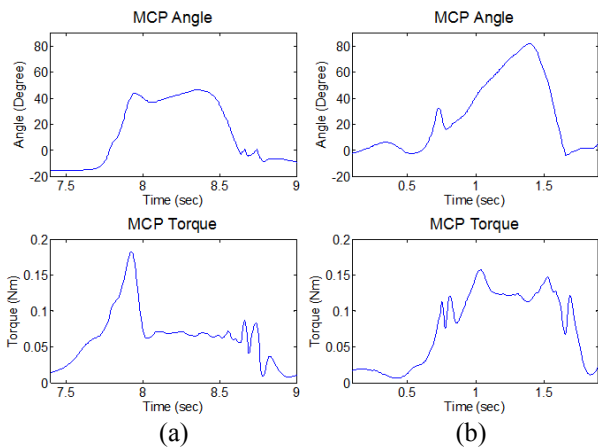 MCP Angle
MCP Angle
Angle (Degree)
80
60
40
20
0
-20
7.5
8
8.5
9
Time (sec)
Angle (Degree)
80
60
40
20
0
-20
0.5
1
1.5
Time (sec)
MCP Torque
MCP Torque
Torque (Nm)
0.2
0.15
0.1
0.05
0
7.5
8
8.5
9
Time (sec)
Torque (Nm)
0.2
0.15
0.1
0.05
0
0.5
1
1.5
Time (sec)
(a)
(b)